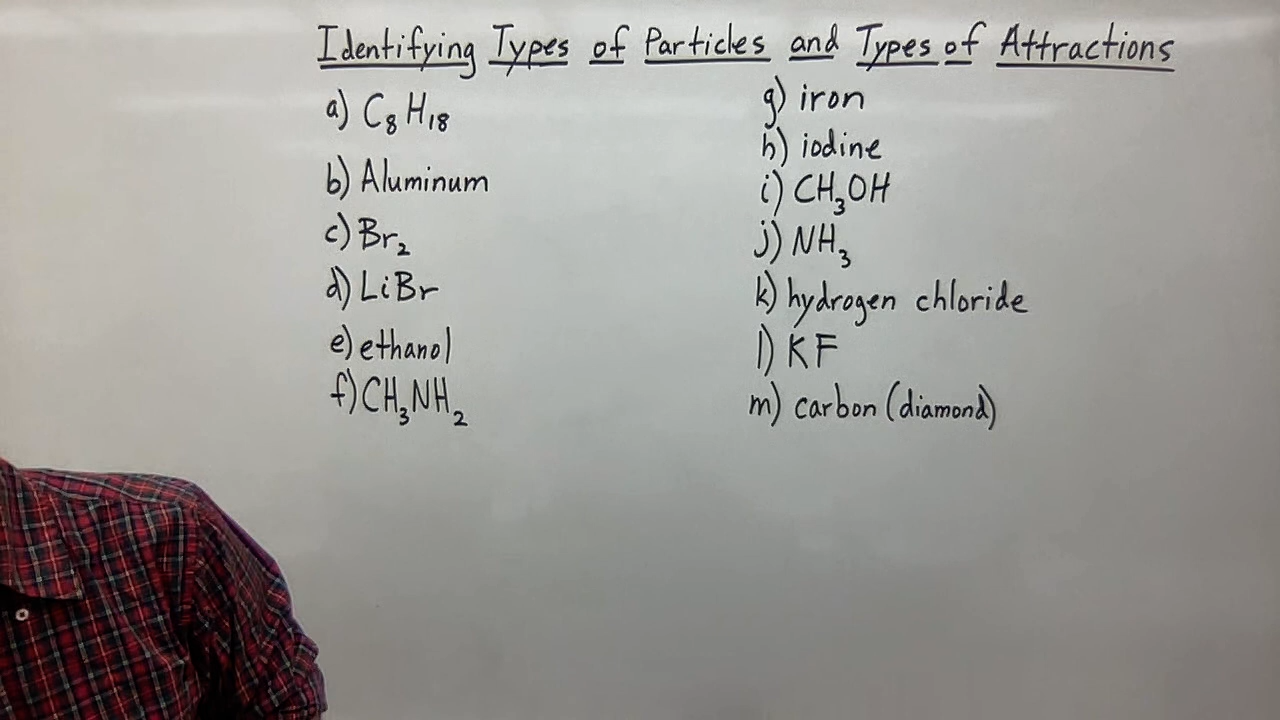 Identifying Types of Particles and Types of Attractions
a) C₈H₁₈
b) Aluminum
c) Br₂
d) LiBr
e) ethanol
f) CH₃NH₂
g) iron
h) iodine
i) CH₃OH
j) NH₃
k) hydrogen chloride
l) KF
m) carbon (diamond)